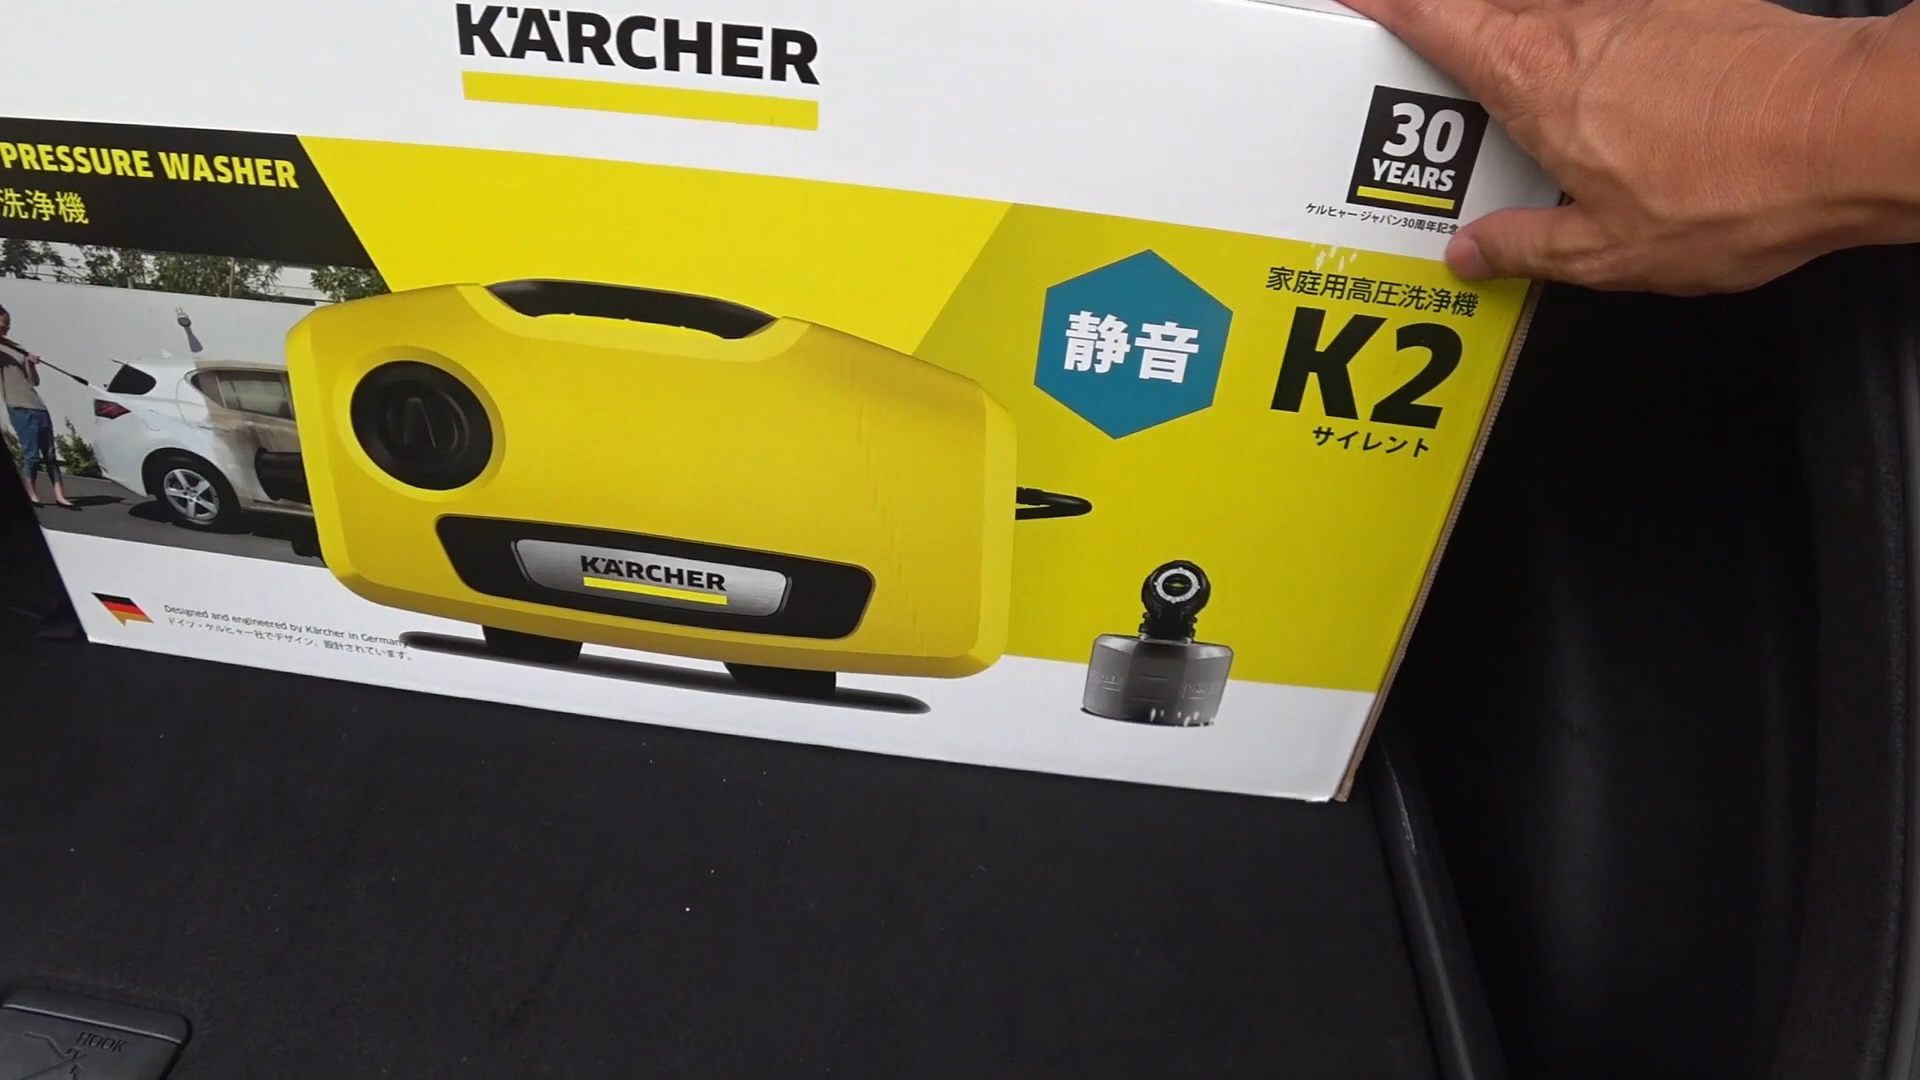 KÄRCHER
30
YEARS
ケルヒャー ジャパン30周年記念
PRESSURE WASHER
洗浄機
家庭用高圧洗浄機
K2
サイレント
静音
KÄRCHER
Designed and engineered by Kärcher in Germany
ドイツ・ケルヒャー社でデザイン、設計されています。
HOOK